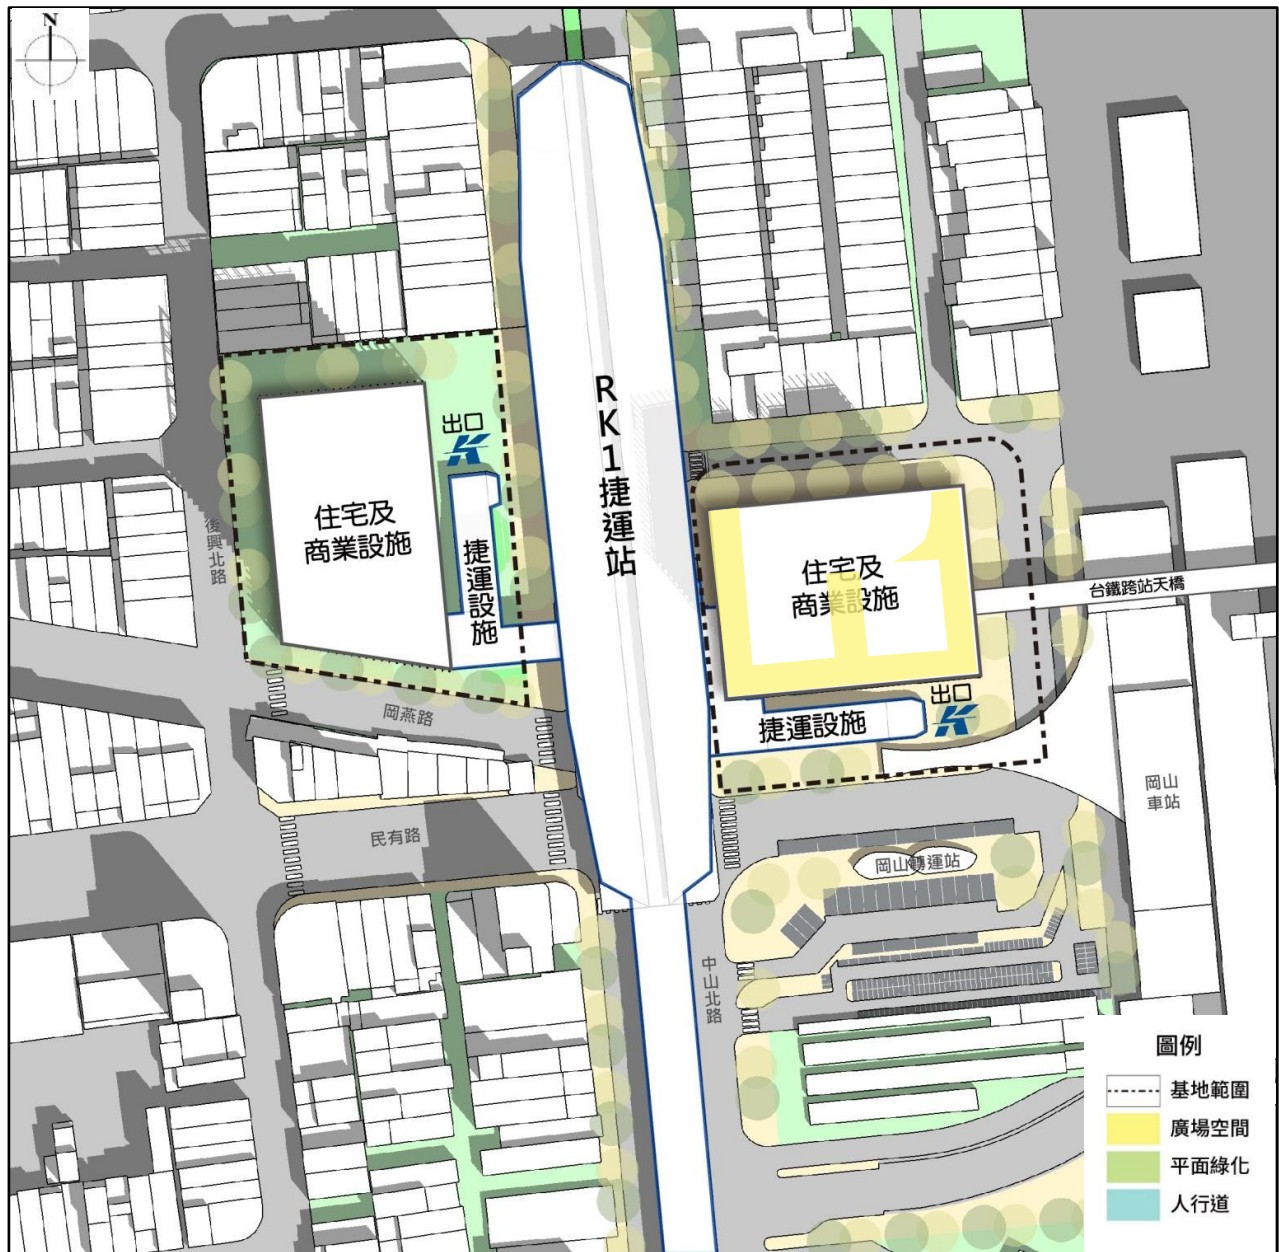 N
RK1捷運站
出口
住宅及
商業設施
捷運設施
後興北路
住宅及
商業設施
台鐵跨站天橋
出口
捷運設施
岡燕路
民有路
岡山
車站
岡山轉運站
中山北路
圖例
基地範圍
廣場空間
平面綠化
人行道